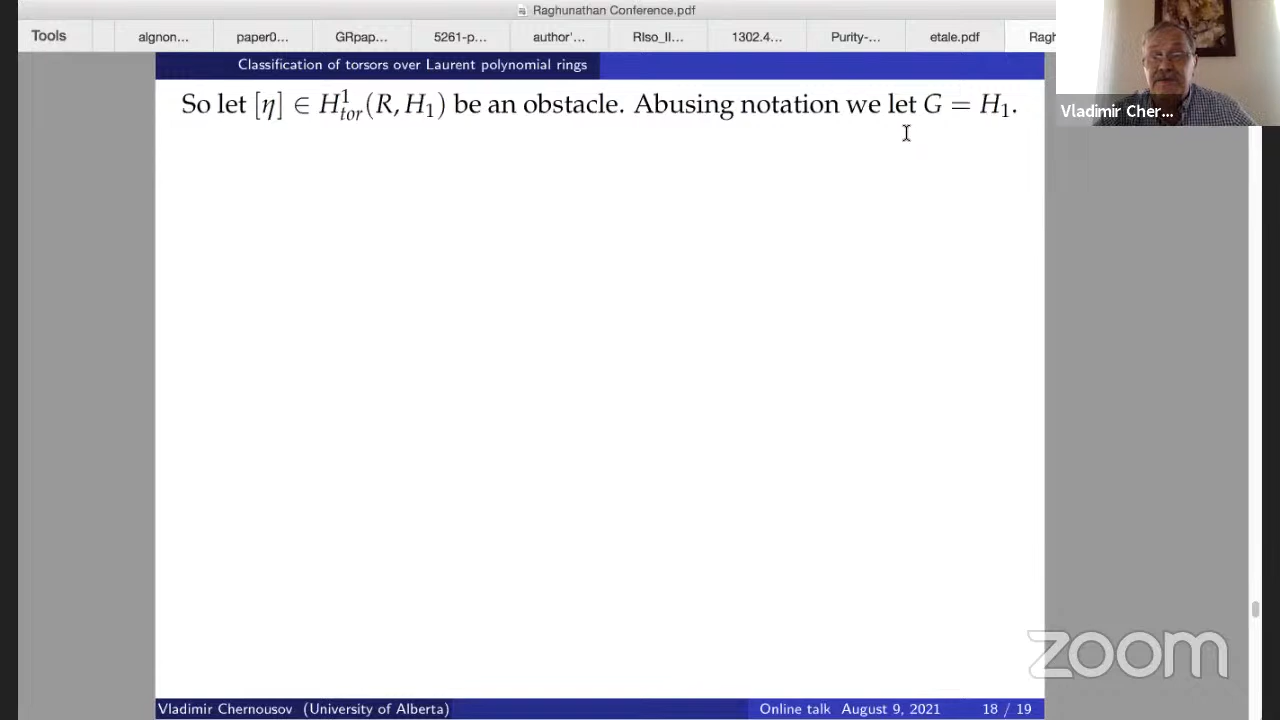 Raghunathan Conference.pdf
Tools algnon... paper0... GRpap... 5261-p... author'... RIso_II... 1302.4... Purity-... etale.pdf Ragh
Classification of torsors over Laurent polynomial rings
So let [η] ∈ H¹_tor(R, H₁) be an obstacle. Abusing notation we let G = H₁.
Vladimir Cher...
zoom
Vladimir Chernousov (University of Alberta) Online talk August 9, 2021 18 / 19